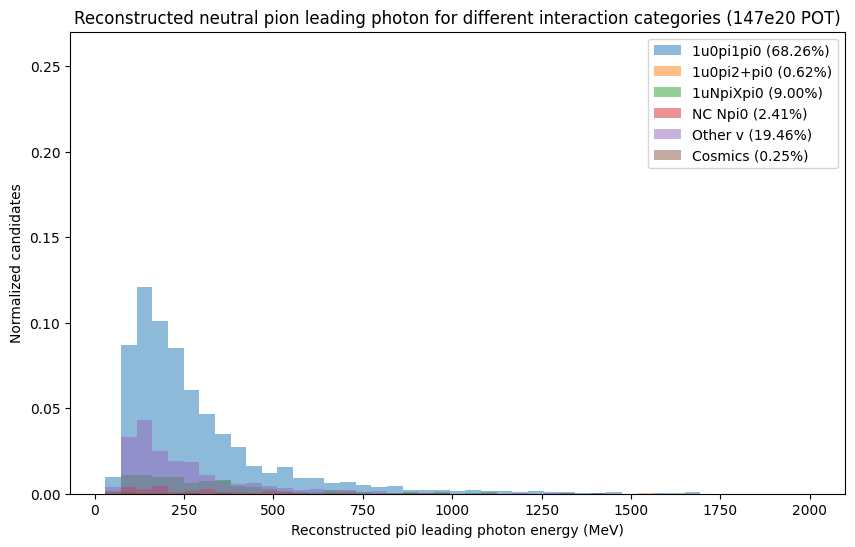 Reconstructed neutral pion leading photon for different interaction categories (147e20 POT)
1u0pi1pi0 (68.26%)
1u0pi2+pi0 (0.62%)
1uNpiXpi0 (9.00%)
NC Npi0 (2.41%)
Other v (19.46%)
Cosmics (0.25%)
Normalized candidates
0.25
0.20
0.15
0.10
0.05
0.00
0 250 500 750 1000 1250 1500 1750 2000
Reconstructed pi0 leading photon energy (MeV)